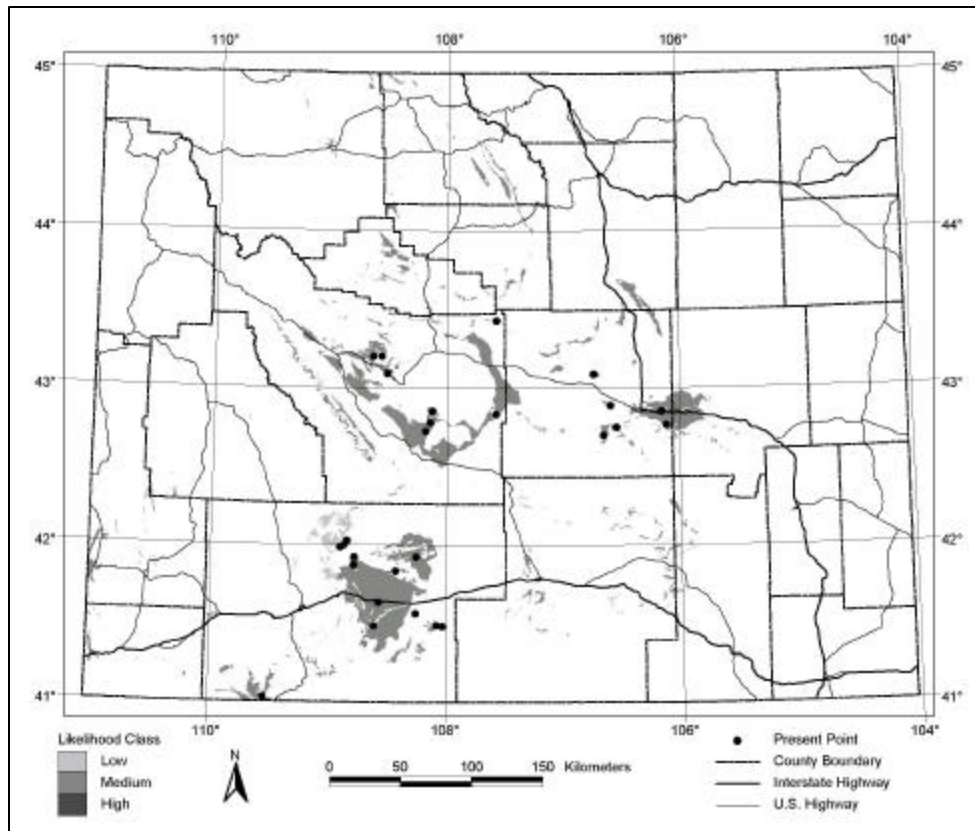 110° 108° 106° 104°
45° 45°
44° 44°
43° 43°
42° 42°
41° 41°
110° 108° 106° 104°
Likelihood Class
Low
Medium
High
N
0 50 100 150 Kilometers
Present Point
County Boundary
Interstate Highway
U.S. Highway